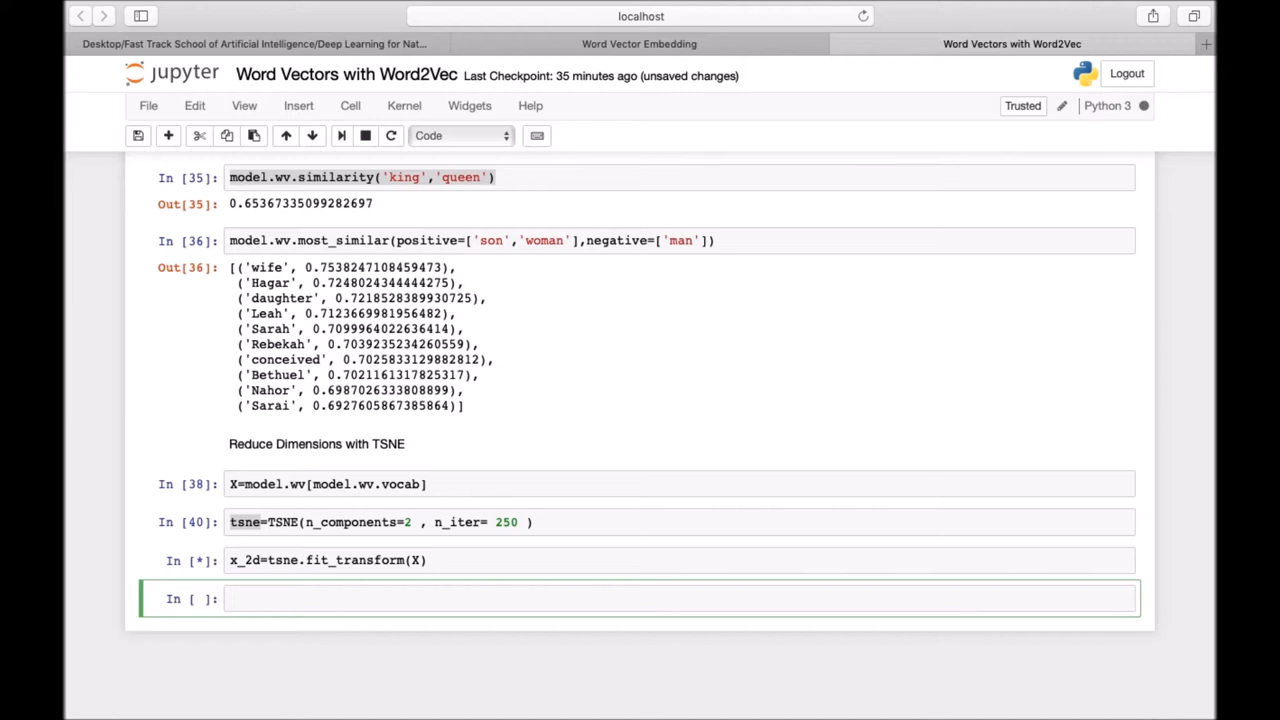 localhost
Desktop/Fast Track School of Artificial Intelligence/Deep Learning for Nat...
Word Vector Embedding
Word Vectors with Word2Vec
+
jupyter Word Vectors with Word2Vec Last Checkpoint: 35 minutes ago (unsaved changes)
Logout
File Edit View Insert Cell Kernel Widgets Help
Trusted
Python 3
Code
In [35]: model.wv.similarity('king','queen')
Out[35]: 0.65367335099282697
In [36]: model.wv.most_similar(positive=['son','woman'],negative=['man'])
Out[36]: [('wife', 0.7538247108459473),
('Hagar', 0.7248024344444275),
('daughter', 0.7218528389930725),
('Leah', 0.7123669981956482),
('Sarah', 0.7099964022636414),
('Rebekah', 0.7039235234260559),
('conceived', 0.7025833129882812),
('Bethuel', 0.7021161317825317),
('Nahor', 0.6987026333808899),
('Sarai', 0.6927605867385864)]
Reduce Dimensions with TSNE
In [38]: X=model.wv[model.wv.vocab]
In [40]: tsne=TSNE(n_components=2 , n_iter= 250 )
In [*]: x_2d=tsne.fit_transform(X)
In [ ]: